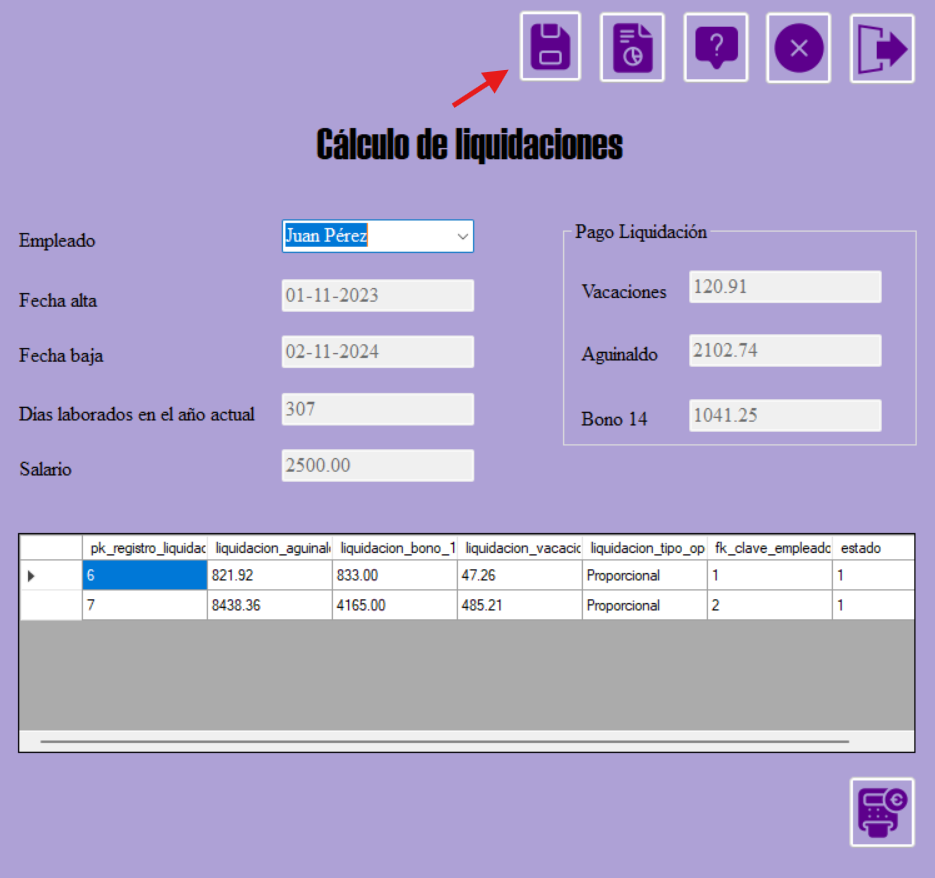 ?
Cálculo de liquidaciones
Empleado
Juan Pérez
Fecha alta
01-11-2023
Fecha baja
02-11-2024
Días laborados en el año actual
307
Salario
2500.00
Pago Liquidación
Vacaciones
120.91
Aguinaldo
2102.74
Bono 14
1041.25
pk_registro_liquidac liquidacion_aguinal liquidacion_bono_1 liquidacion_vacacic liquidacion_tipo_op fk_clave_empleado estado
6 821.92 833.00 47.26 Proporcional 1 1
7 8438.36 4165.00 485.21 Proporcional 2 1